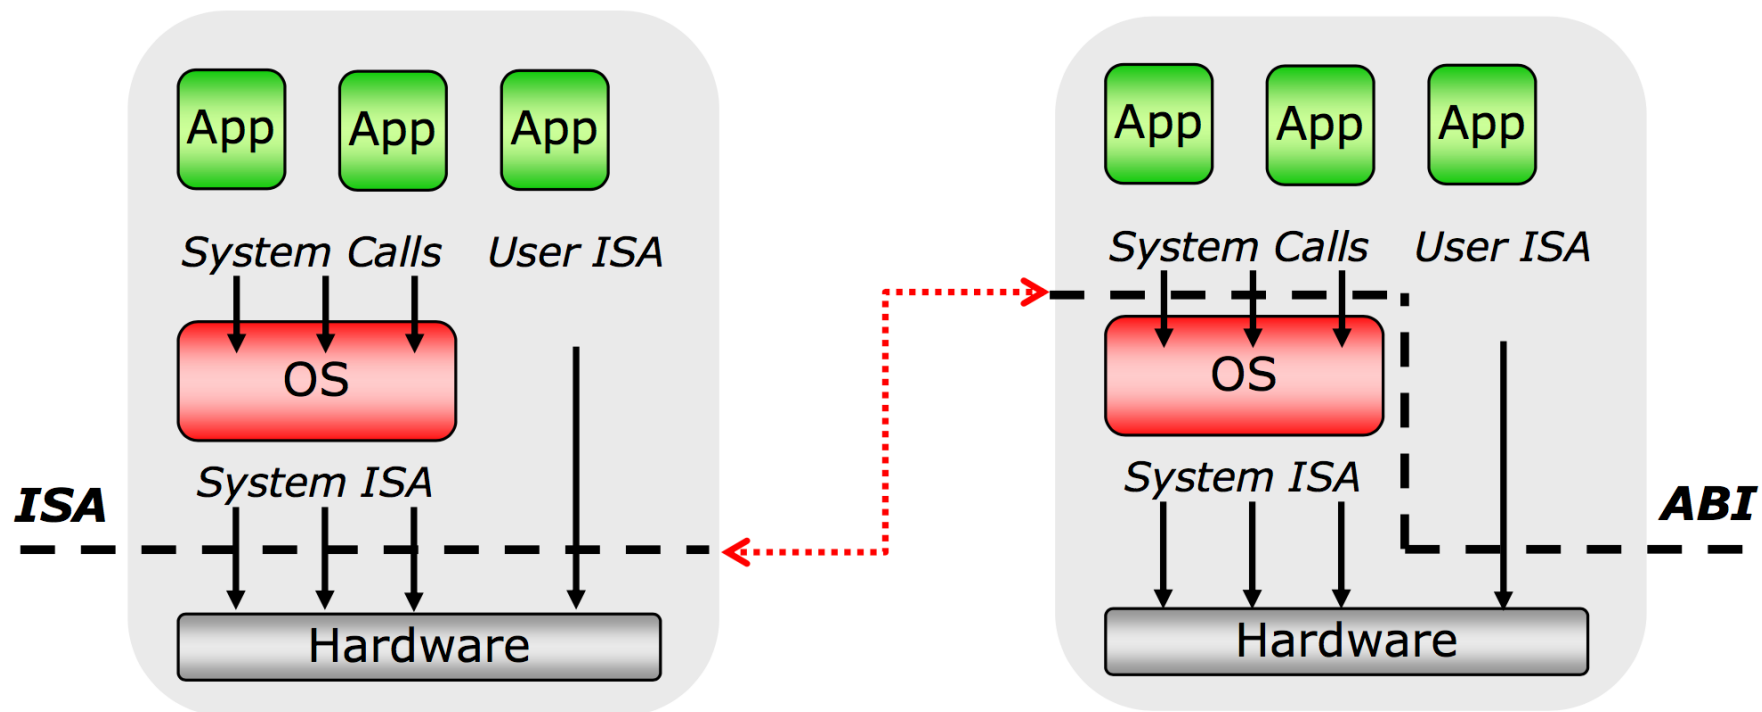 App App App
System Calls User ISA
OS
System ISA
ISA
Hardware
App App App
System Calls User ISA
OS
System ISA
ABI
Hardware